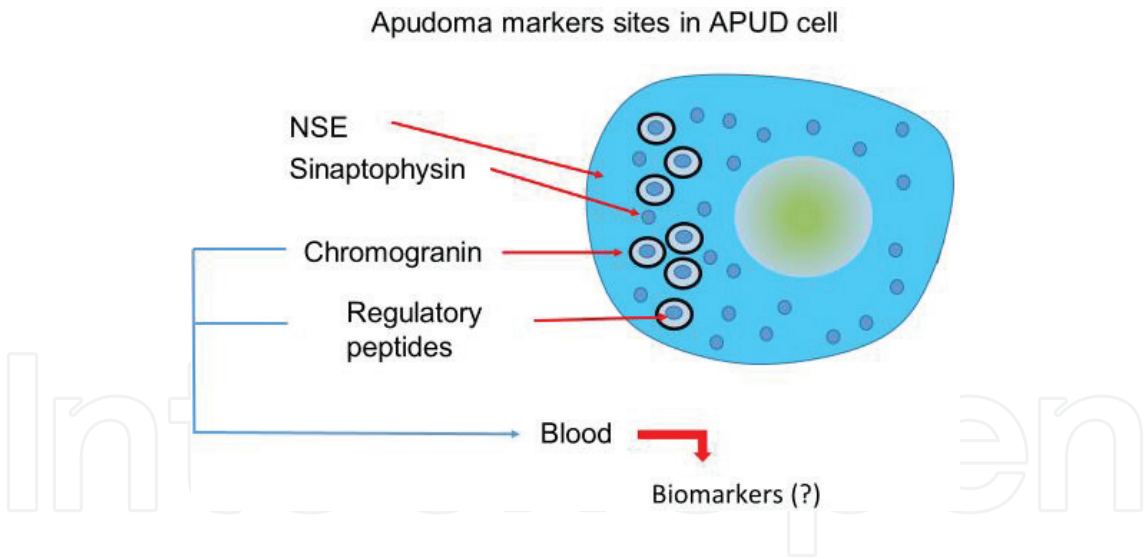 Apudoma markers sites in APUD cell
NSE
Sinaptophysin
Chromogranin
Regulatory
peptides
Blood
Biomarkers (?)